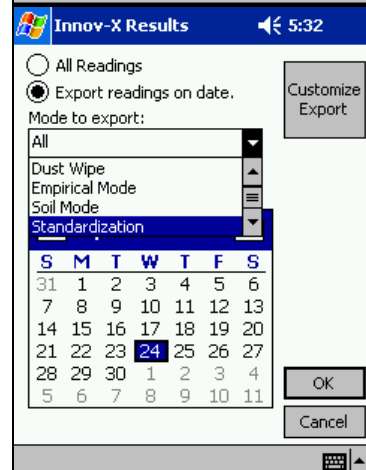 Innov-X Results 5:32
All Readings
Export readings on date.
Customize Export
Mode to export:
All
Dust Wipe
Empirical Mode
Soil Mode
Standardization
S M T W T F S
31 1 2 3 4 5 6
7 8 9 10 11 12 13
14 15 16 17 18 19 20
21 22 23 24 25 26 27
28 29 30 1 2 3 4
5 6 7 8 9 10 11
OK
Cancel